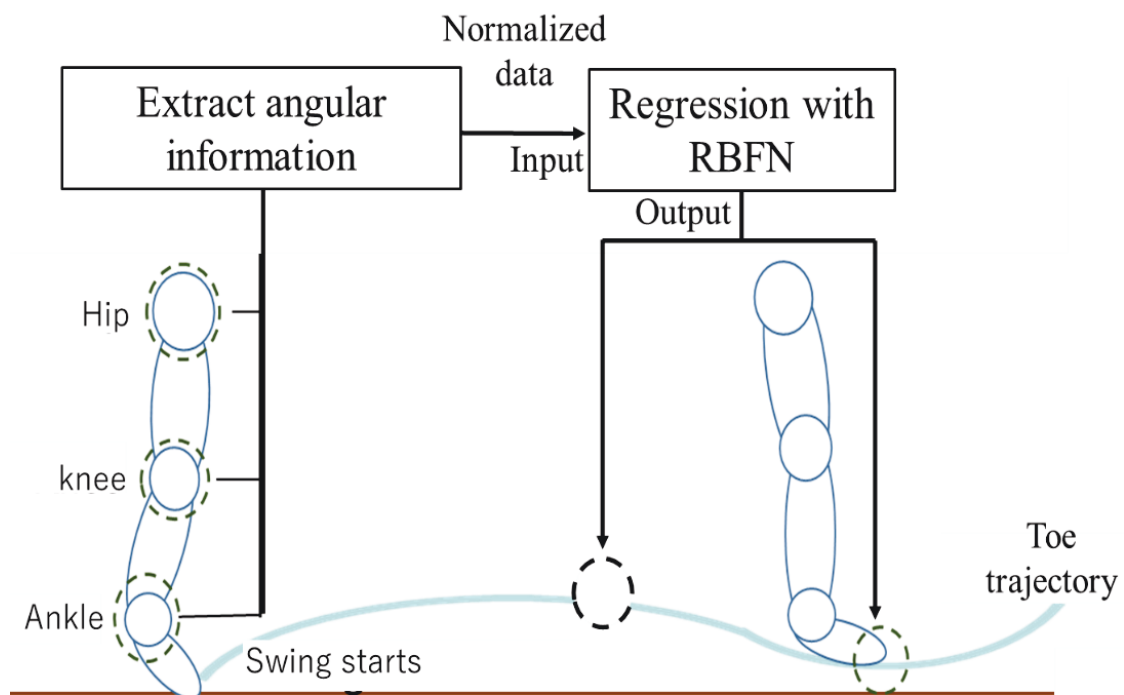 Normalized
data
Extract angular
information
Input
Regression with
RBFN
Output
Hip
knee
Ankle
Swing starts
Toe
trajectory